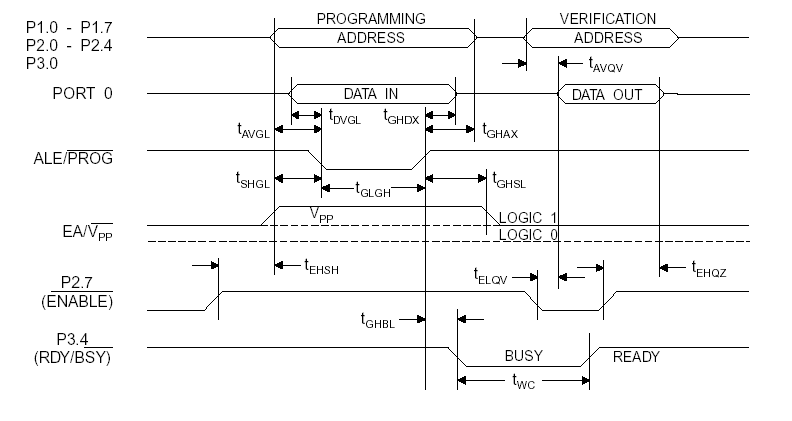 PROGRAMMING
ADDRESS
VERIFICATION
ADDRESS
P1.0 - P1.7
P2.0 - P2.4
P3.0
tAVQV
PORT 0
DATA IN
DATA OUT
tDVGL
tGHDX
tAVGL
tGHAX
ALE/PROG
tSHGL
tGLGH
tGHSL
VPP
LOGIC 1
LOGIC 0
EA/VPP
tEHSH
tELQV
tEHQZ
P2.7
(ENABLE)
tGHBL
P3.4
(RDY/BSY)
BUSY
READY
tWC